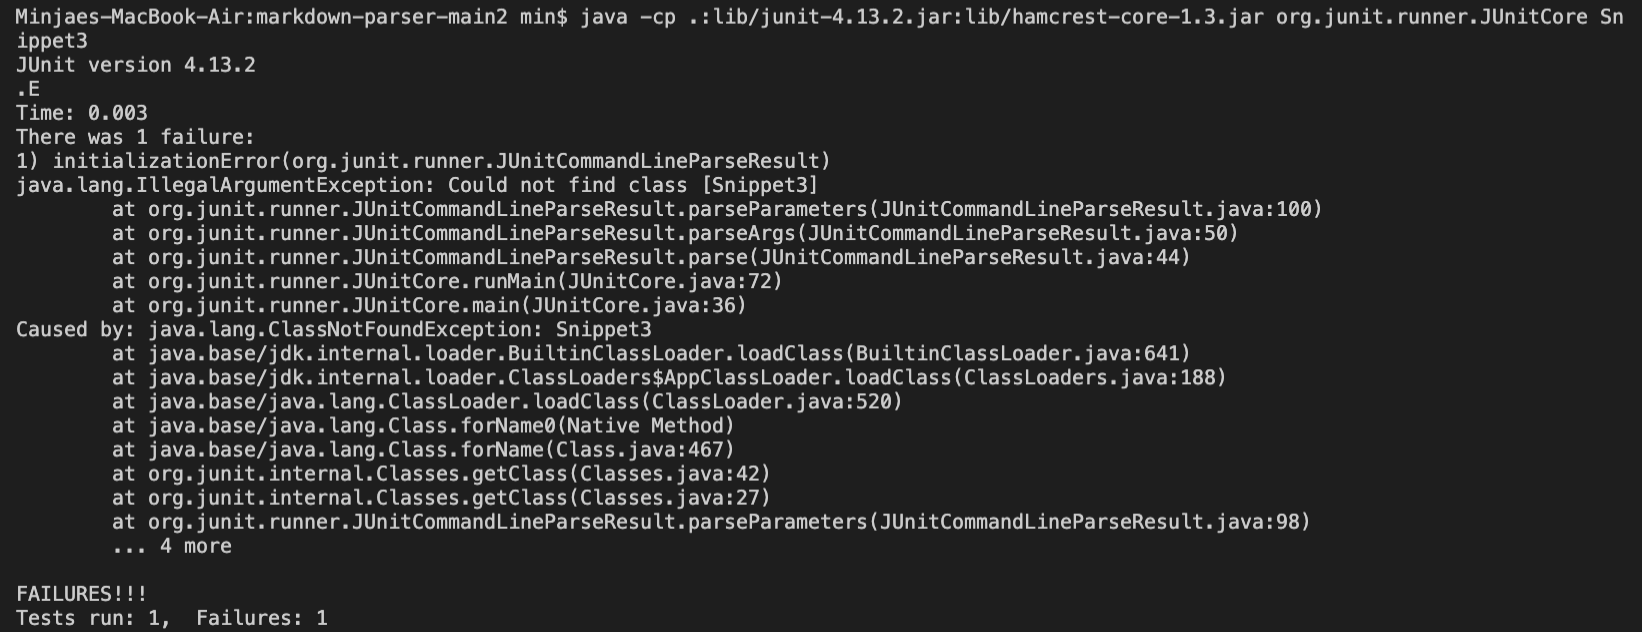 Minjaes-MacBook-Air:markdown-parser-main2 min$ java -cp .:lib/junit-4.13.2.jar:lib/hamcrest-core-1.3.jar org.junit.runner.JUnitCore Sn
ippet3
JUnit version 4.13.2
.E
Time: 0.003
There was 1 failure:
1) initializationError(org.junit.runner.JUnitCommandLineParseResult)
java.lang.IllegalArgumentException: Could not find class [Snippet3]
        at org.junit.runner.JUnitCommandLineParseResult.parseParameters(JUnitCommandLineParseResult.java:100)
        at org.junit.runner.JUnitCommandLineParseResult.parseArgs(JUnitCommandLineParseResult.java:50)
        at org.junit.runner.JUnitCommandLineParseResult.parse(JUnitCommandLineParseResult.java:44)
        at org.junit.runner.JUnitCore.runMain(JUnitCore.java:72)
        at org.junit.runner.JUnitCore.main(JUnitCore.java:36)
Caused by: java.lang.ClassNotFoundException: Snippet3
        at java.base/jdk.internal.loader.BuiltinClassLoader.loadClass(BuiltinClassLoader.java:641)
        at java.base/jdk.internal.loader.ClassLoaders$AppClassLoader.loadClass(ClassLoaders.java:188)
        at java.base/java.lang.ClassLoader.loadClass(ClassLoader.java:520)
        at java.base/java.lang.Class.forName0(Native Method)
        at java.base/java.lang.Class.forName(Class.java:467)
        at org.junit.internal.Classes.getClass(Classes.java:42)
        at org.junit.internal.Classes.getClass(Classes.java:27)
        at org.junit.runner.JUnitCommandLineParseResult.parseParameters(JUnitCommandLineParseResult.java:98)
        ... 4 more

FAILURES!!!
Tests run: 1,  Failures: 1